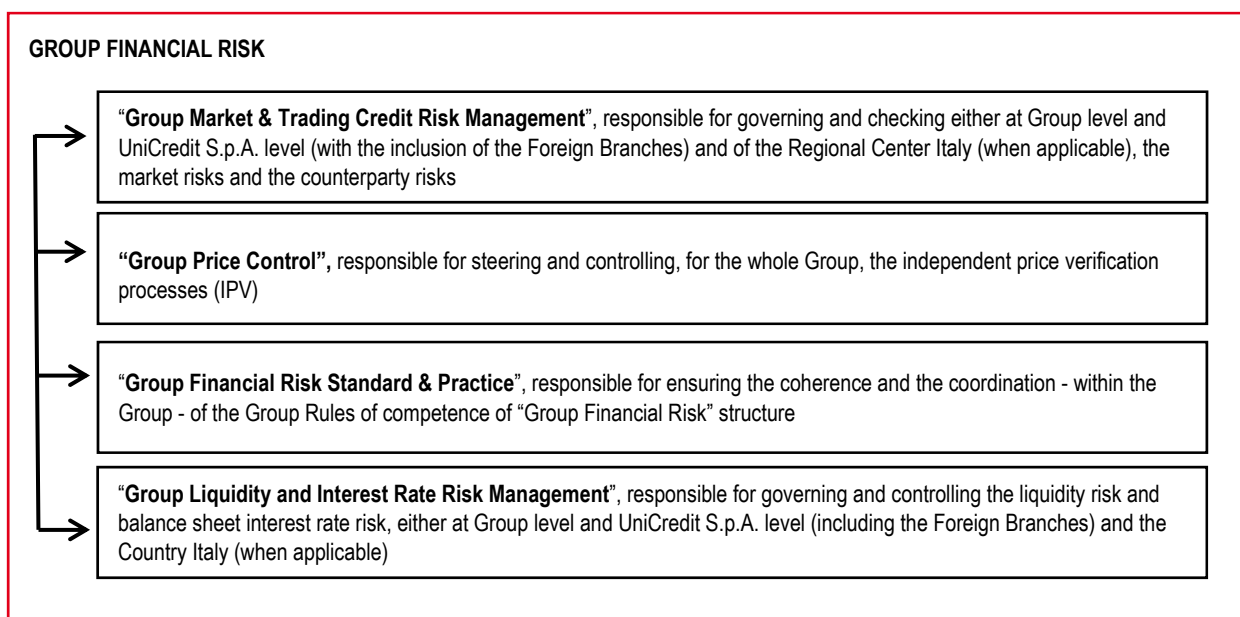 GROUP FINANCIAL RISK
“Group Market & Trading Credit Risk Management”, responsible for governing and checking either at Group level and
UniCredit S.p.A. level (with the inclusion of the Foreign Branches) and of the Regional Center Italy (when applicable), the
market risks and the counterparty risks
“Group Price Control”, responsible for steering and controlling, for the whole Group, the independent price verification
processes (IPV)
“Group Financial Risk Standard & Practice”, responsible for ensuring the coherence and the coordination - within the
Group - of the Group Rules of competence of “Group Financial Risk” structure
“Group Liquidity and Interest Rate Risk Management”, responsible for governing and controlling the liquidity risk and
balance sheet interest rate risk, either at Group level and UniCredit S.p.A. level (including the Foreign Branches) and the
Country Italy (when applicable)